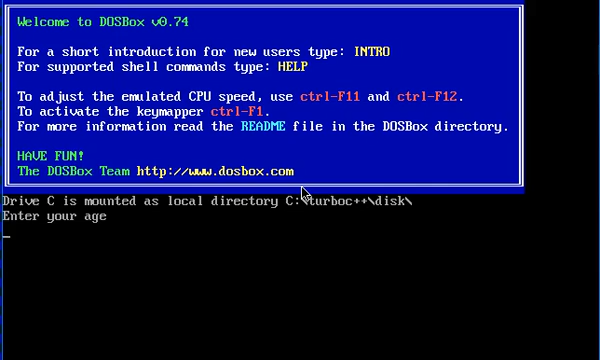 Welcome to DOSBox v0.74
For a short introduction for new users type: INTRO
For supported shell commands type: HELP
To adjust the emulated CPU speed, use ctrl-F11 and ctrl-F12.
To activate the keymapper ctrl-F1.
For more information read the README file in the DOSBox directory.
HAVE FUN!
The DOSBox Team http://www.dosbox.com
Drive C is mounted as local directory C:\turboc++\disk\
Enter your age
_